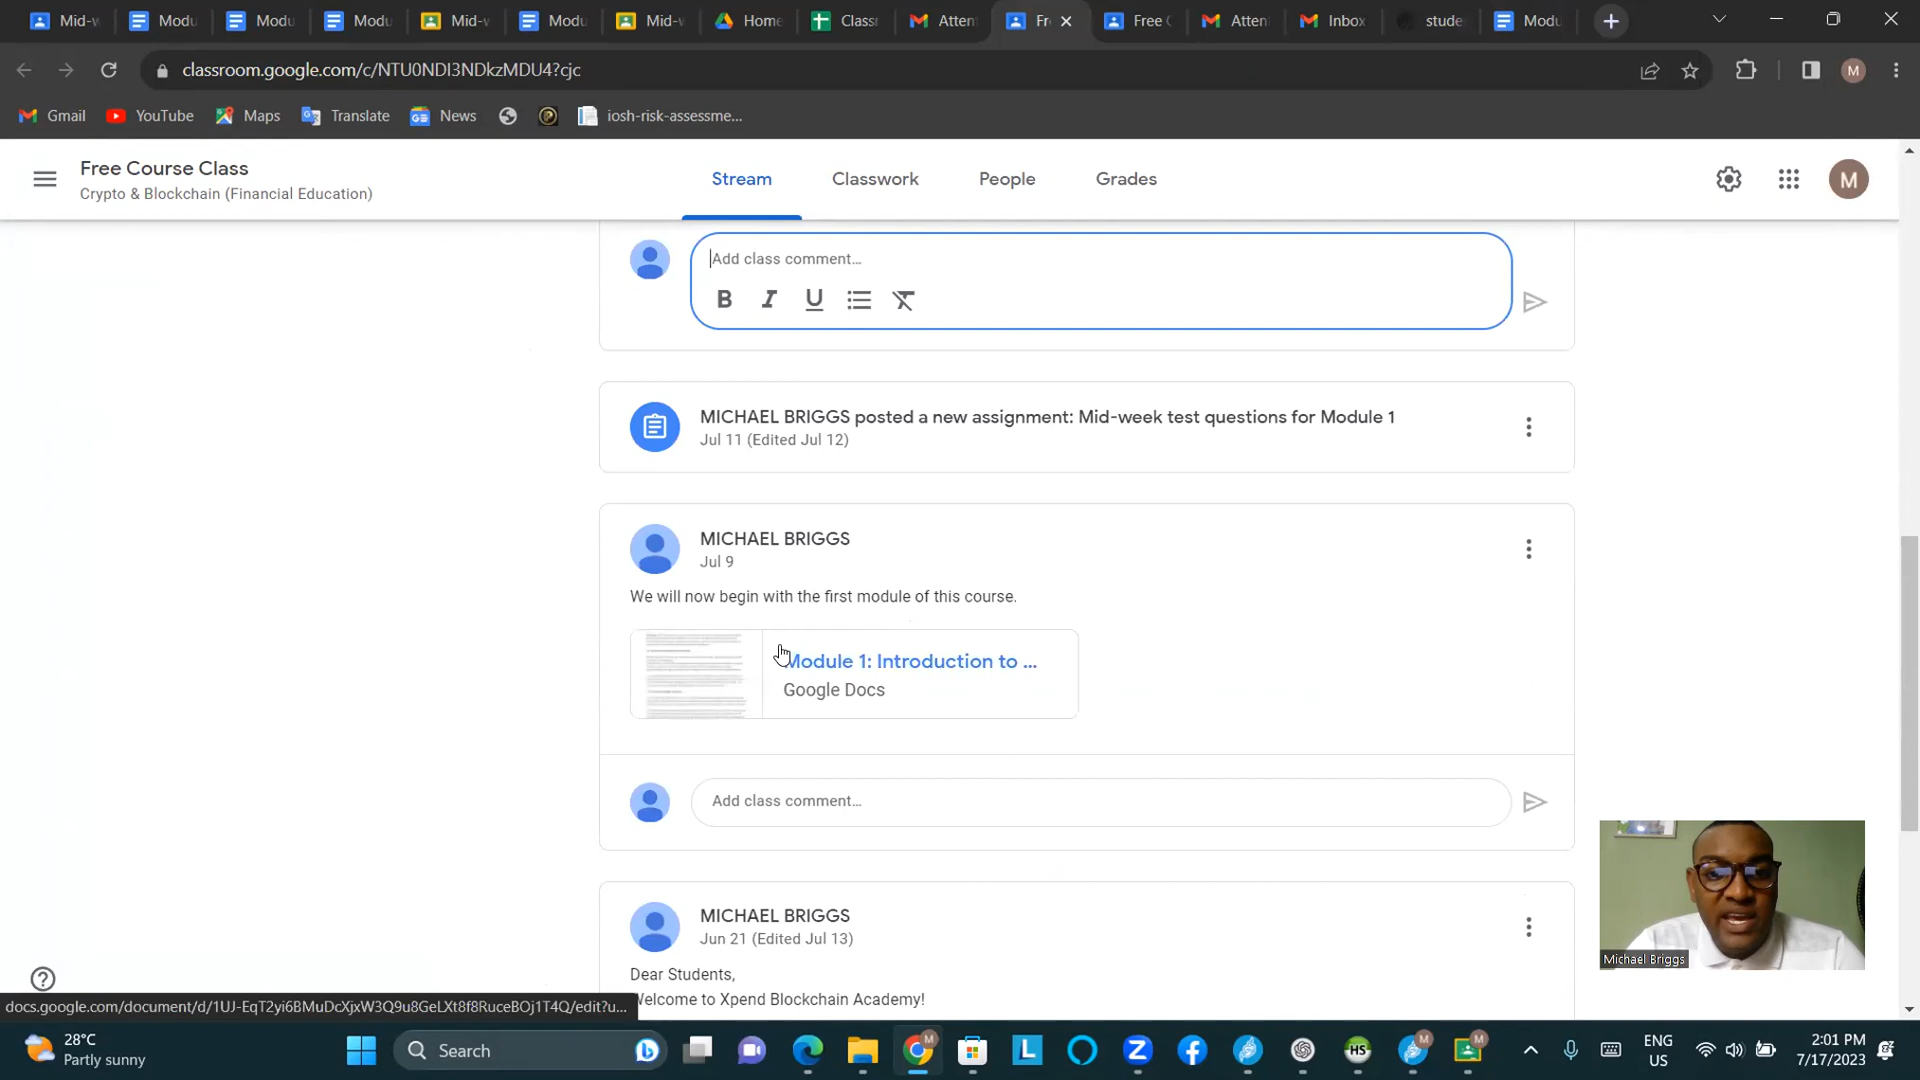 Mid-w
Modu
Modu
Modu
Mid-w
Modu
Mid-w
Home
Classr
Attent
Fr
Free C
Attent
Inbox
stude
Modu
classroom.google.com/c/NTU0NDI3NDkzMDU4?cjc
M
Gmail
YouTube
Maps
Translate
News
iosh-risk-assessme...
Free Course Class
Crypto & Blockchain (Financial Education)
Stream
Classwork
People
Grades
M
Add class comment...
B I U
MICHAEL BRIGGS posted a new assignment: Mid-week test questions for Module 1
Jul 11 (Edited Jul 12)
MICHAEL BRIGGS
Jul 9
We will now begin with the first module of this course.
Module 1: Introduction to ...
Google Docs
Add class comment...
MICHAEL BRIGGS
Jun 21 (Edited Jul 13)
Dear Students,
Welcome to Xpend Blockchain Academy!
Michael Briggs
docs.google.com/document/d/1UJ-EqT2yi6BMuDcXjxW3Q9u8GeLXt8f8RuceBOj1T4Q/edit?u...
28°C
Partly sunny
Search
ENG
US
2:01 PM
7/17/2023